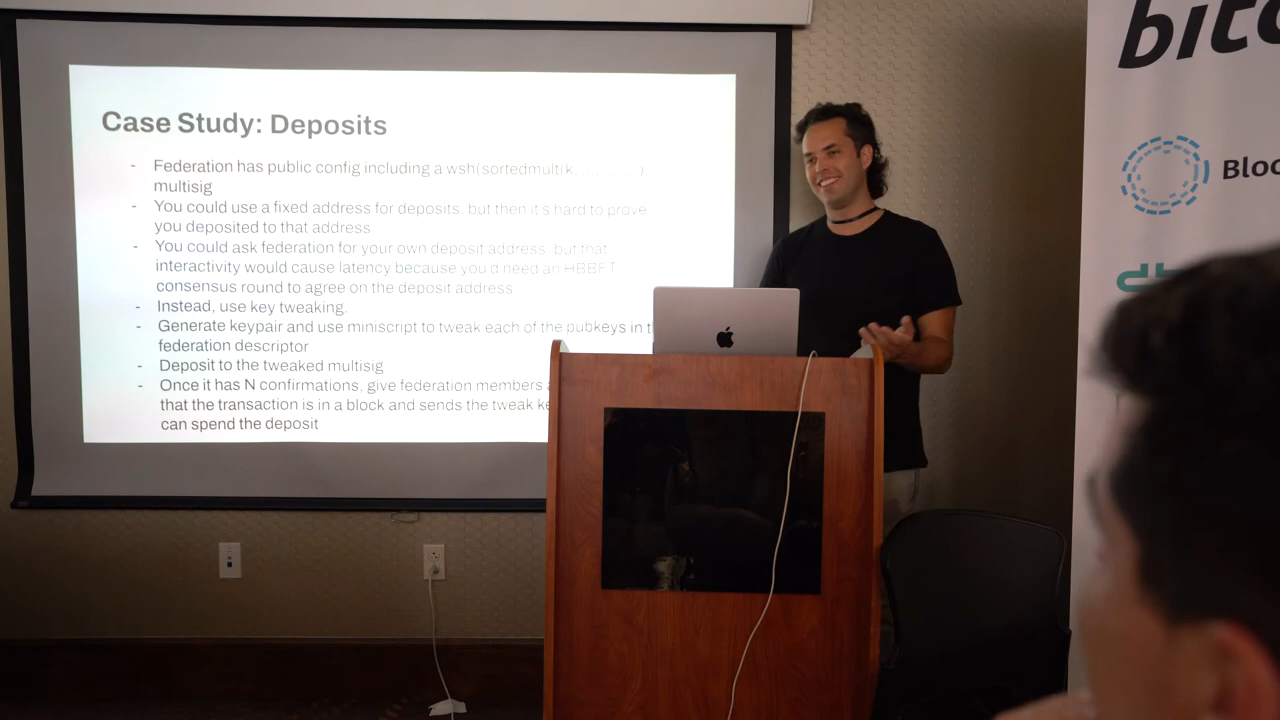 Case Study: Deposits
- Federation has public config including a wsh(sortedmult(k,
multisig
- You could use a fixed address for deposits, but then it's hard to prove
you deposited to that address
- You could ask federation for your own deposit address, but that
interactivity would cause latency because you'd need an HBBFT
consensus round to agree on the deposit address
- Instead, use key tweaking.
- Generate keypair and use miniscript to tweak each of the pubkeys in
federation descriptor
- Deposit to the tweaked multisig
- Once it has N confirmations, give federation members
that the transaction is in a block and sends the tweak
can spend the deposit